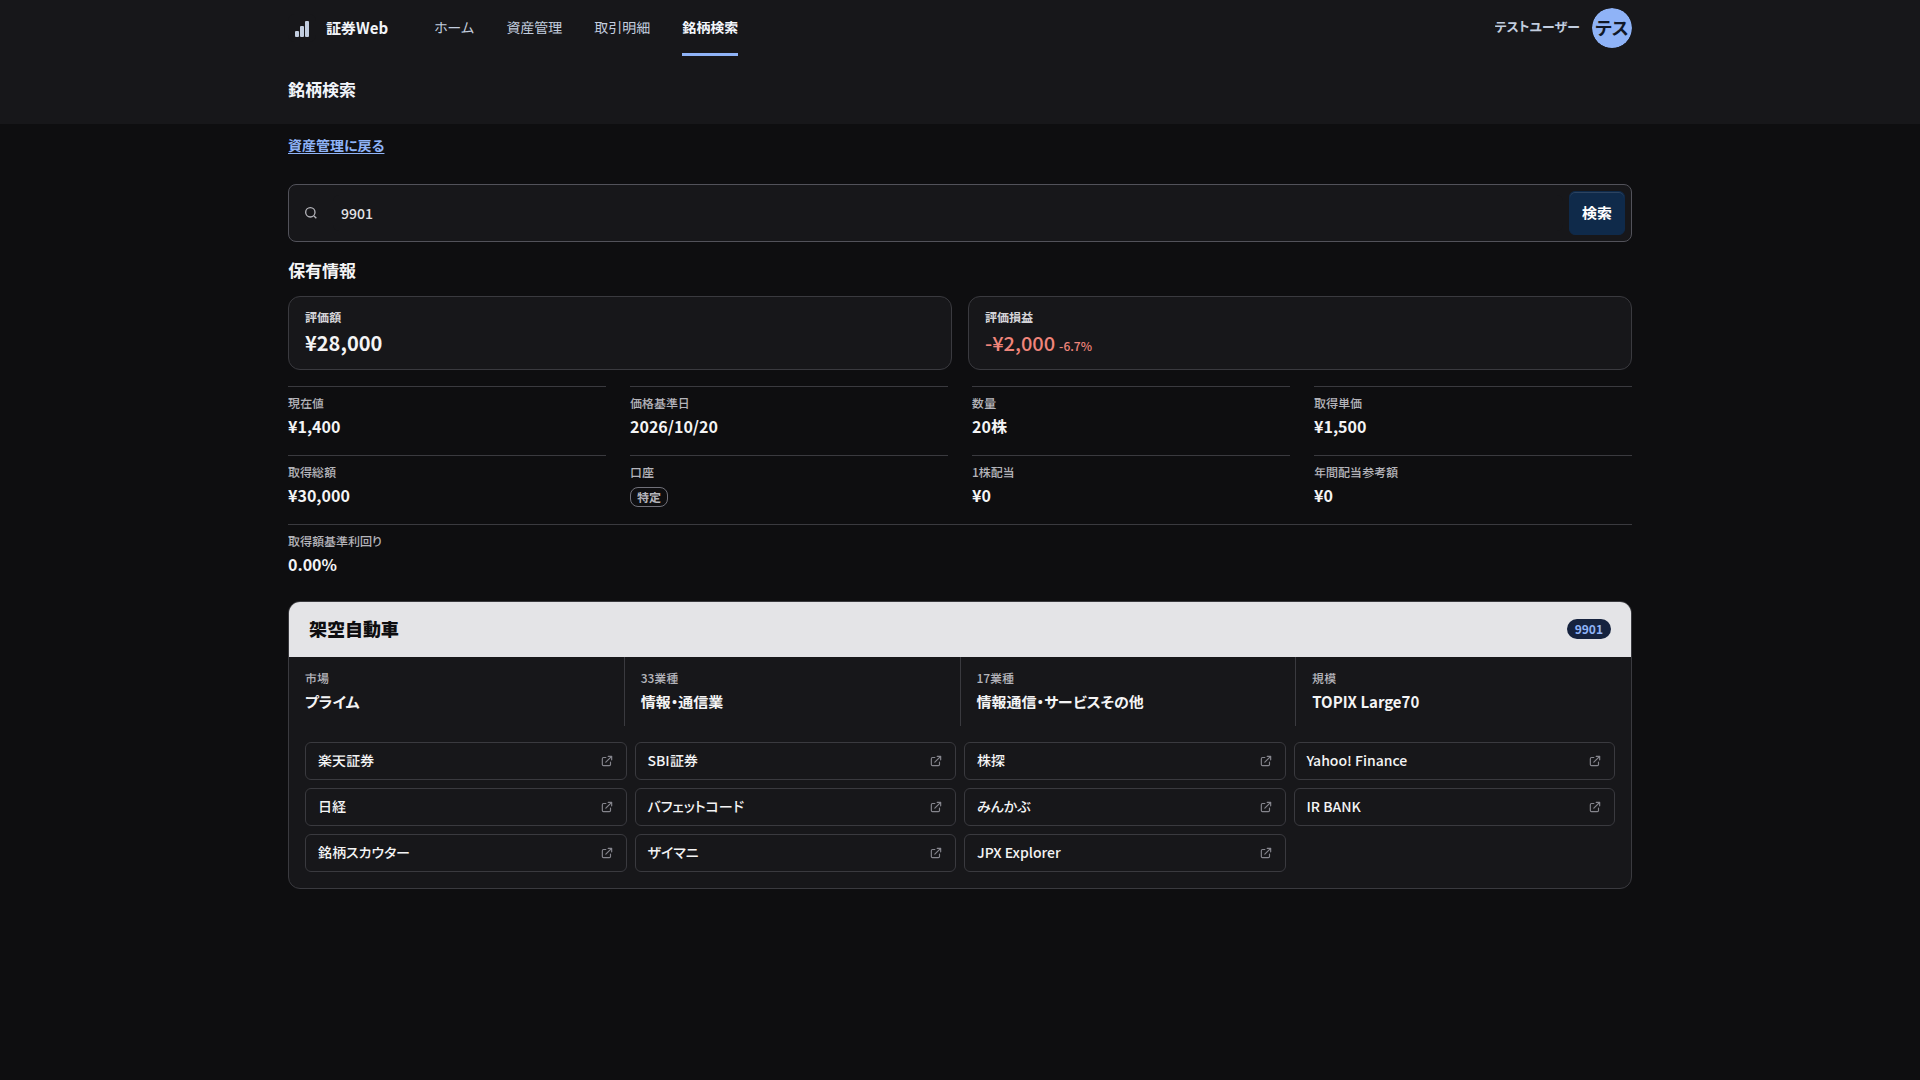 証券Web
ホーム
資産管理
取引明細
銘柄検索
テストユーザー
テス
銘柄検索
資産管理に戻る
9901
検索
保有情報
評価額
¥28,000
評価損益
-¥2,000 -6.7%
現在値
¥1,400
価格基準日
2026/10/20
数量
20株
取得単価
¥1,500
取得総額
¥30,000
口座
特定
1株配当
¥0
年間配当参考額
¥0
取得額基準利回り
0.00%
架空自動車
9901
市場
プライム
33業種
情報・通信業
17業種
情報通信・サービスその他
規模
TOPIX Large70
楽天証券
SBI証券
株探
Yahoo! Finance
日経
バフェットコード
みんかぶ
IR BANK
銘柄スカウター
ザイマニ
JPX Explorer